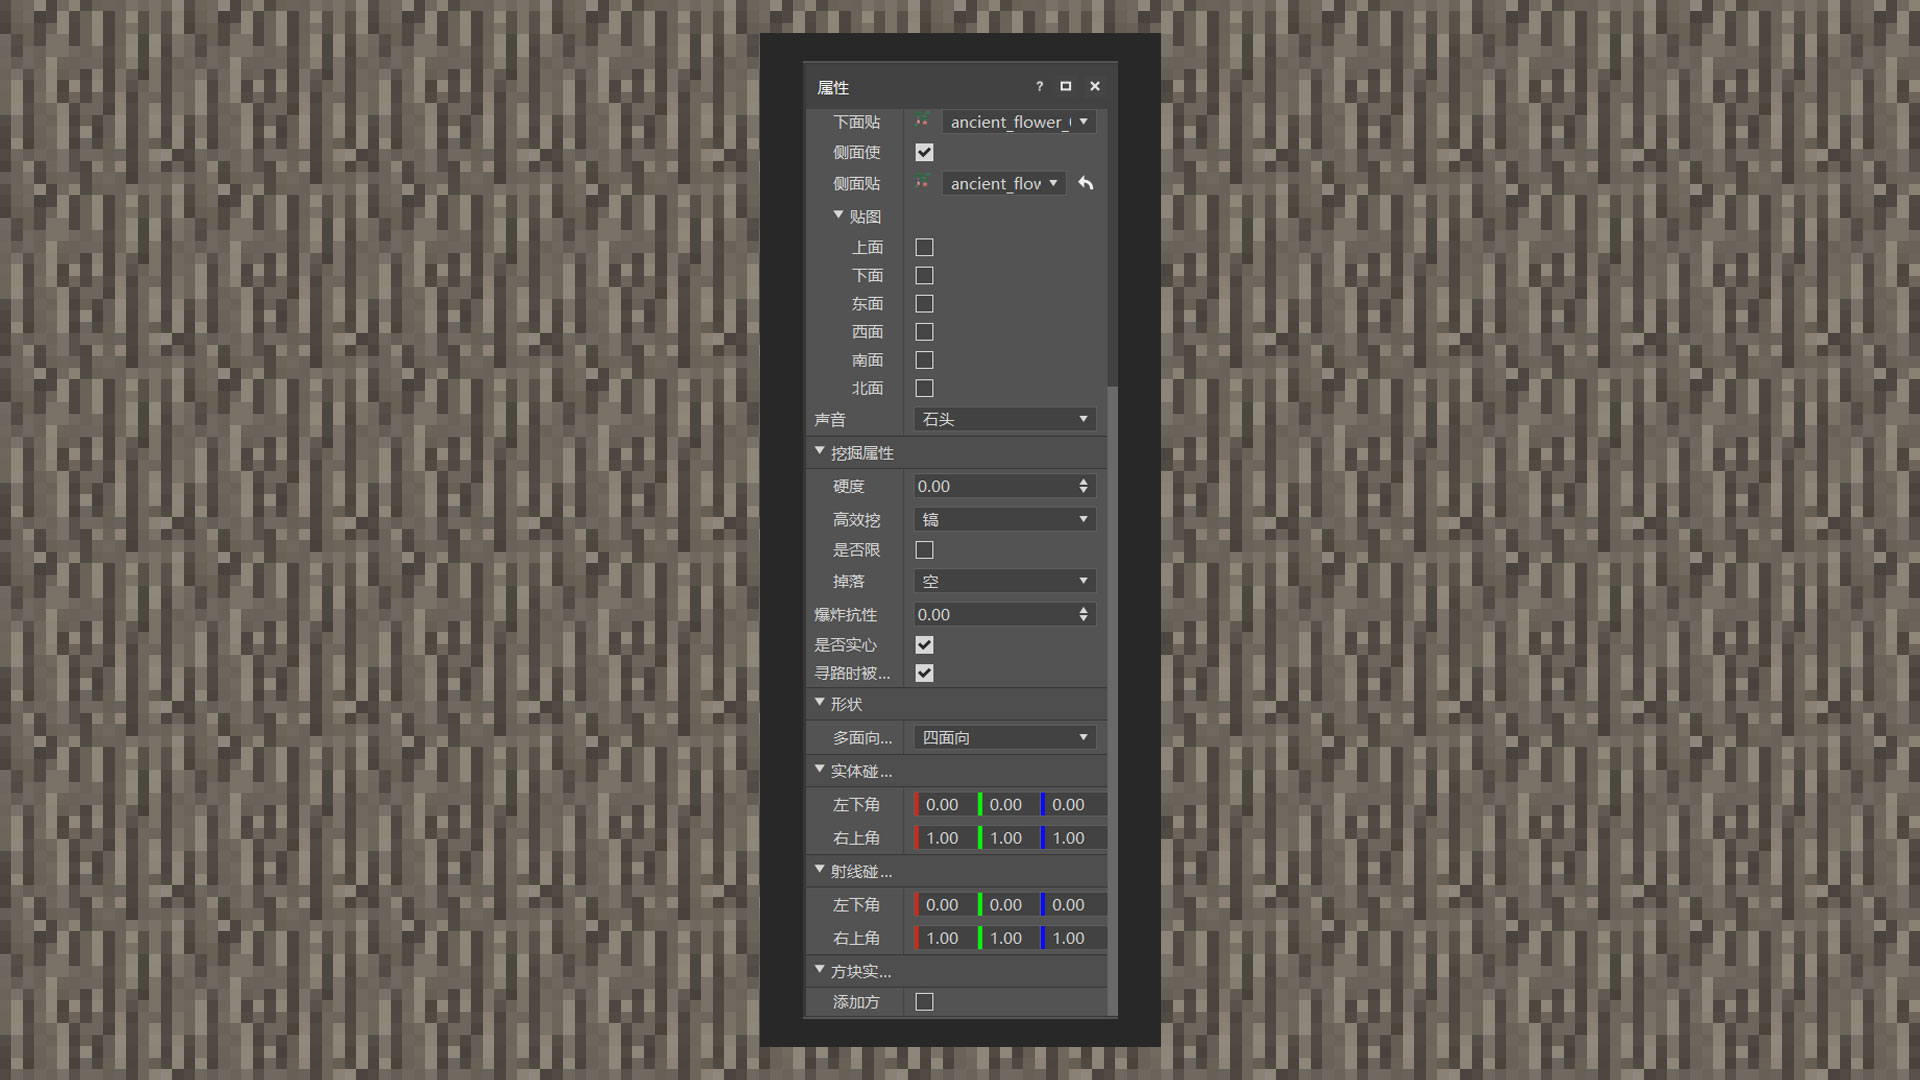 属性
下面贴 ancient_flower_
侧面使
侧面贴 ancient_flow
贴图
上面
下面
东面
西面
南面
北面
声音 石头
挖掘属性
硬度 0.00
高效挖 镐
是否限
掉落 空
爆炸抗性 0.00
是否实心
寻路时被...
形状
多面向... 四面向
实体碰...
左下角 0.00 0.00 0.00
右上角 1.00 1.00 1.00
射线碰...
左下角 0.00 0.00 0.00
右上角 1.00 1.00 1.00
方块实...
添加方